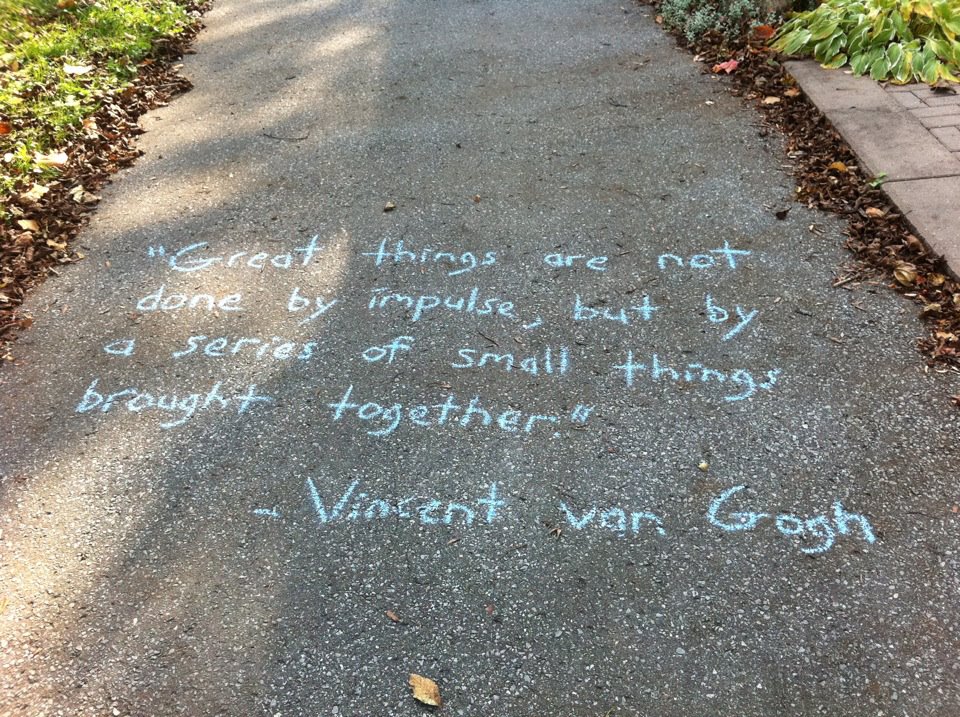 "Great things are not
done by impulse, but by
a series of small things
brought together."
- Vincent van Gogh